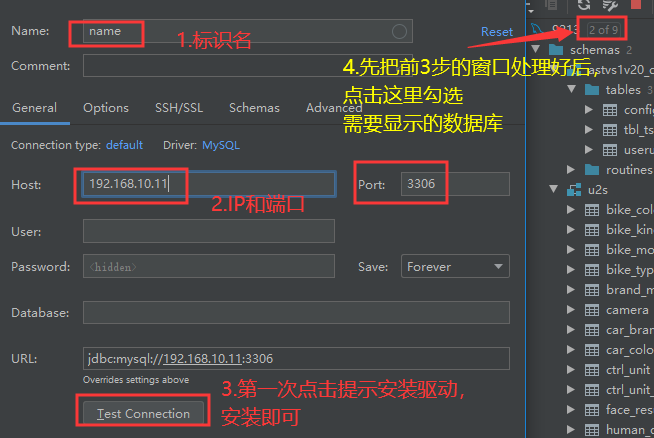 Name:
name
1.标识名
Reset
Comment:
General
Options
SSH/SSL
Schemas
Advanced
Connection type: default
Driver: MySQL
Host:
192.168.10.11
Port:
3306
2.IP和端口
User:
Password:
<hidden>
Save:
Forever
Database:
URL:
jdbc:mysql://192.168.10.11:3306
Overrides settings above
3.第一次点击提示安装驱动，
安装即可
Test Connection
4.先把前3步的窗口处理好后，
点击这里勾选
需要显示的数据库
2 of 9
schemas 2
tables
config
tbl_ts
useru
routines
u2s
bike_colo
bike_kin
bike_mo
bike_typ
brand_m
camera
car_bran
car_colo
ctrl_unit
ctrl_unit
face_res
human_c